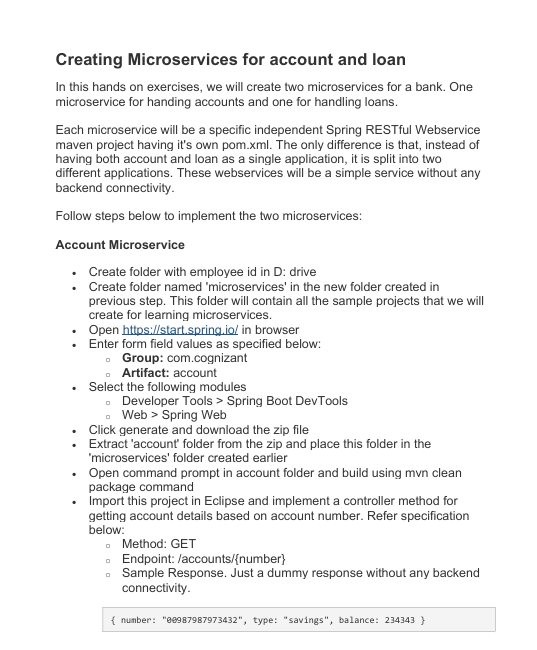 Creating Microservices for account and loan
In this hands on exercises, we will create two microservices for a bank. One
microservice for handing accounts and one for handling loans.
Each microservice will be a specific independent Spring RESTful Webservice
maven project having it's own pom.xml. The only difference is that, instead of
having both account and loan as a single application, it is split into two
different applications. These webservices will be a simple service without any
backend connectivity.
Follow steps below to implement the two microservices:
Account Microservice
• Create folder with employee id in D: drive
• Create folder named 'microservices' in the new folder created in
previous step. This folder will contain all the sample projects that we will
create for learning microservices.
• Open https://start.spring.io/ in browser
• Enter form field values as specified below:
○ Group: com.cognizant
○ Artifact: account
• Select the following modules
○ Developer Tools > Spring Boot DevTools
○ Web > Spring Web
• Click generate and download the zip file
• Extract 'account' folder from the zip and place this folder in the
'microservices' folder created earlier
• Open command prompt in account folder and build using mvn clean
package command
• Import this project in Eclipse and implement a controller method for
getting account details based on account number. Refer specification
below:
○ Method: GET
○ Endpoint: /accounts/{number}
○ Sample Response. Just a dummy response without any backend
connectivity.
{ number: "00987987973432", type: "savings", balance: 234343 }